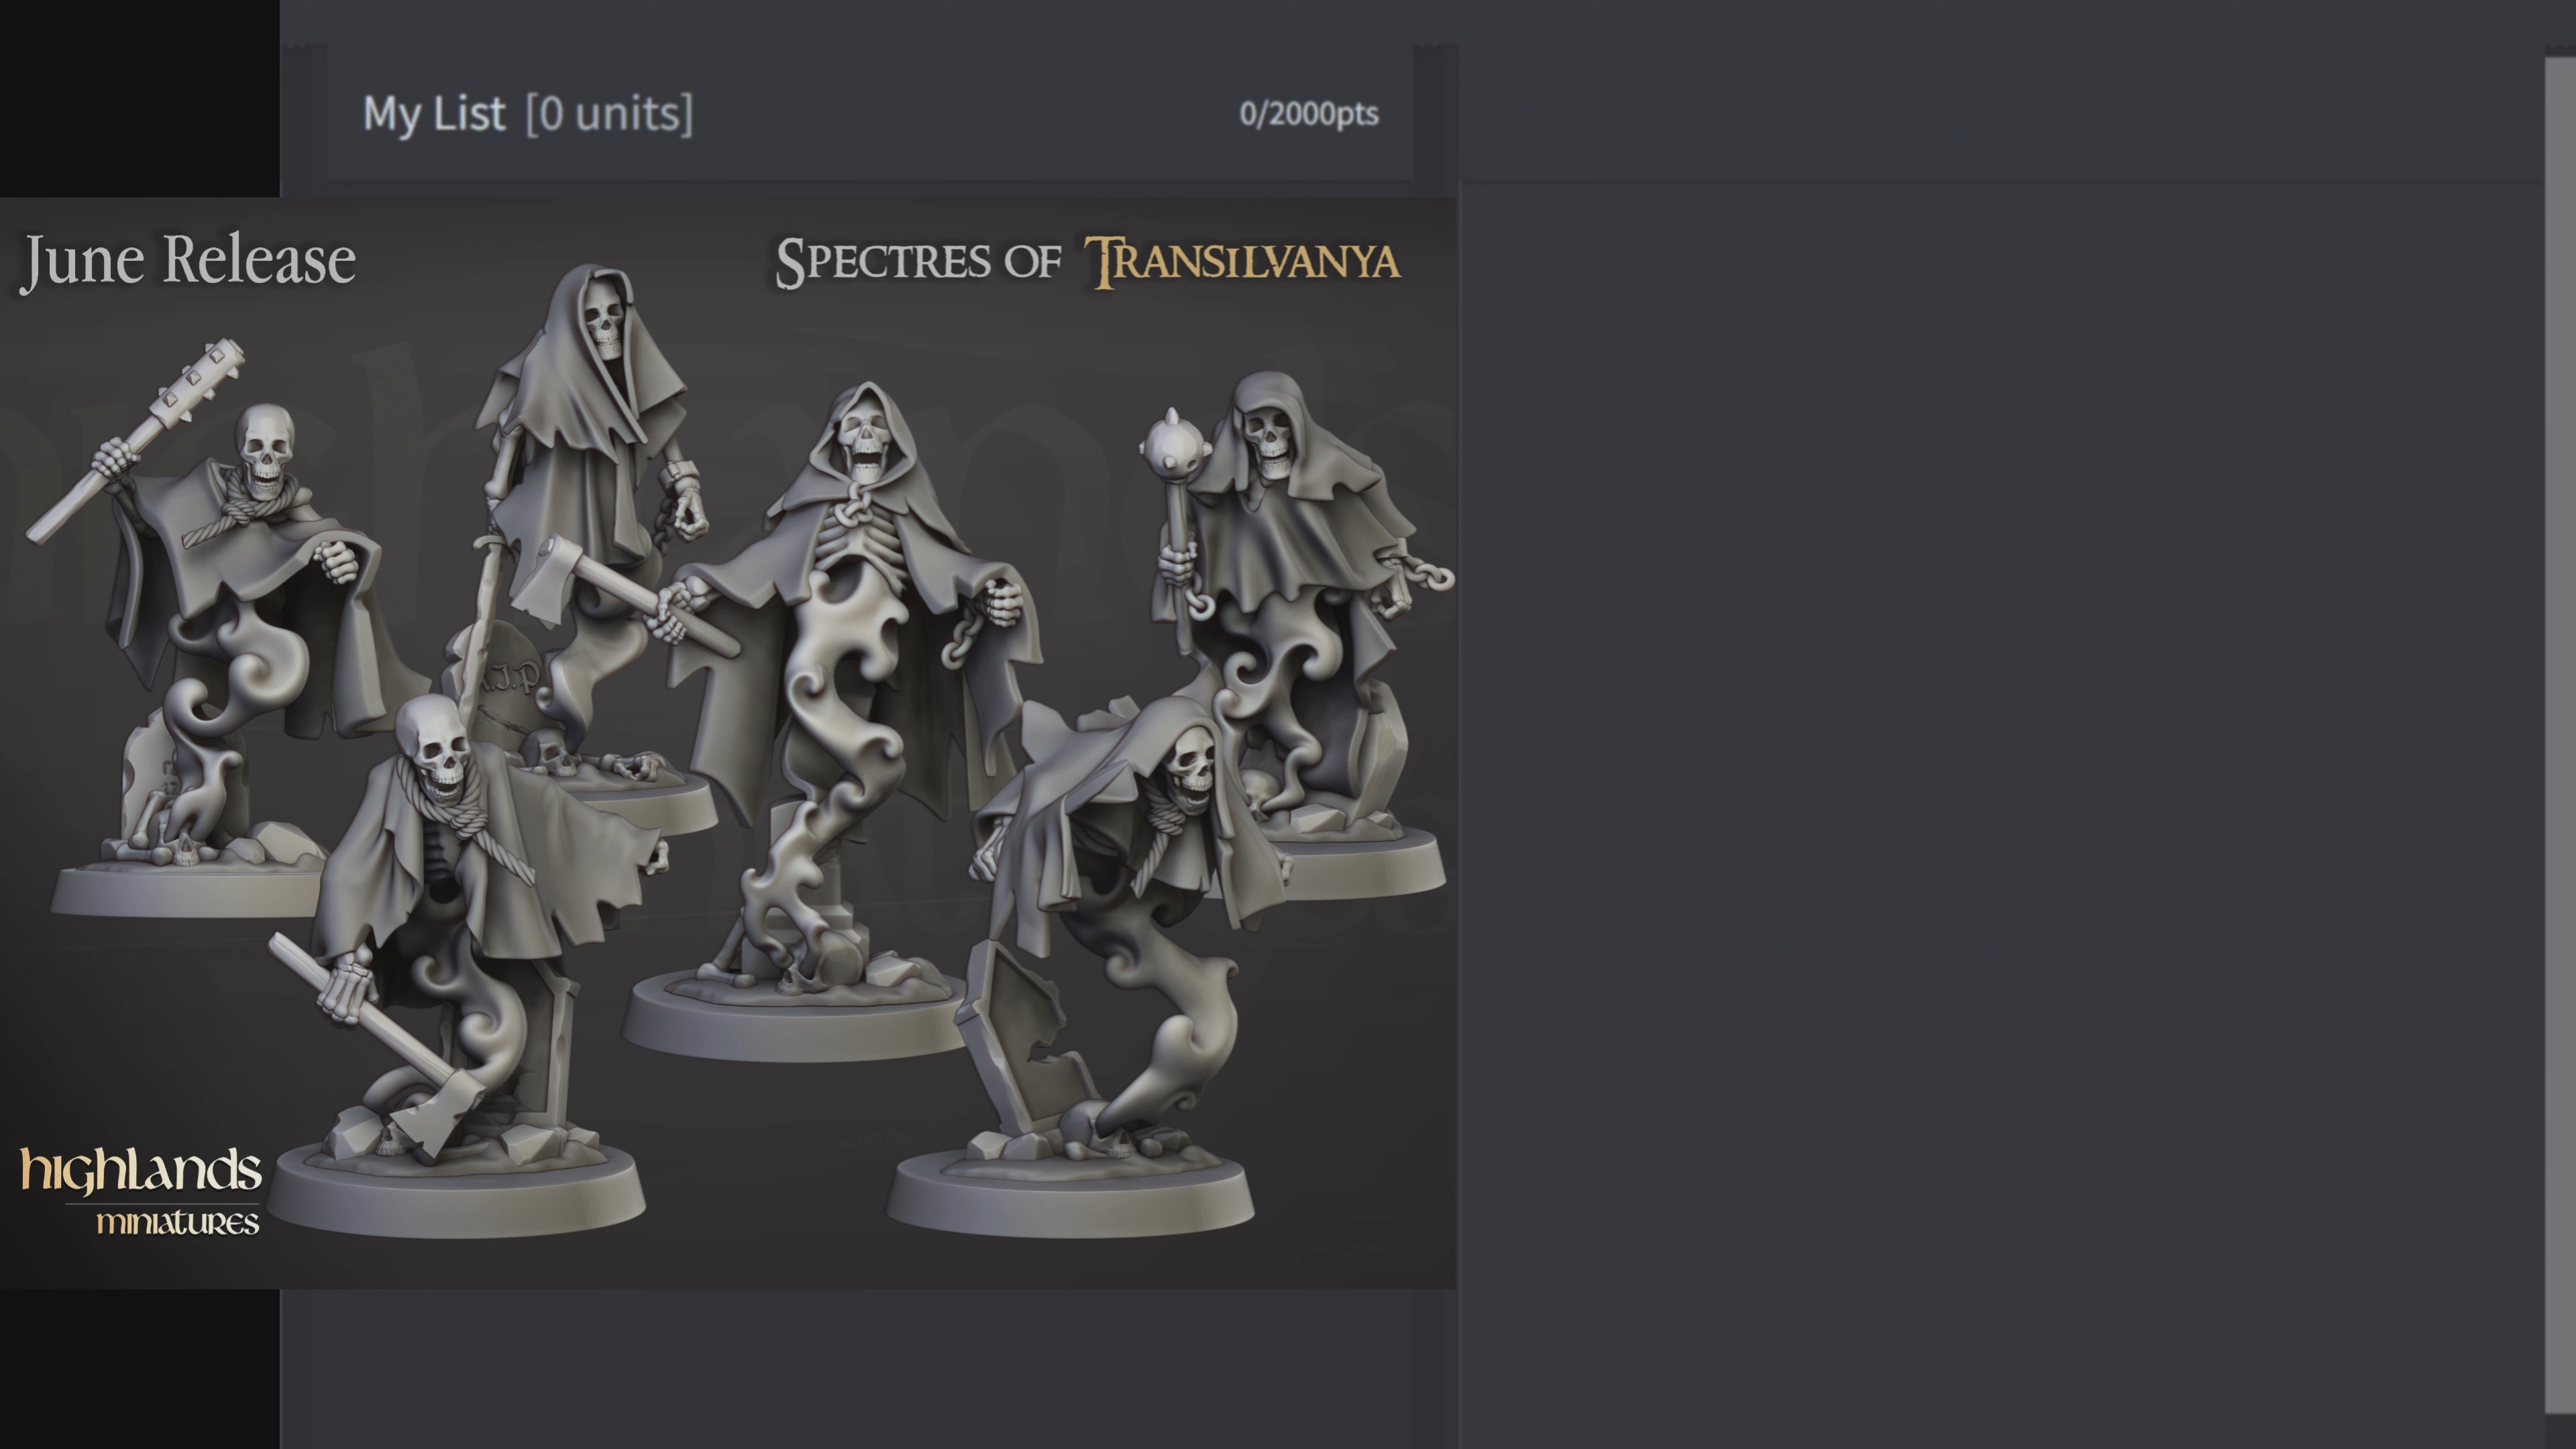 My List [0 units]
0/2000pts
June Release
SPECTRES OF TRANSILVANYA
highlands
miniatures